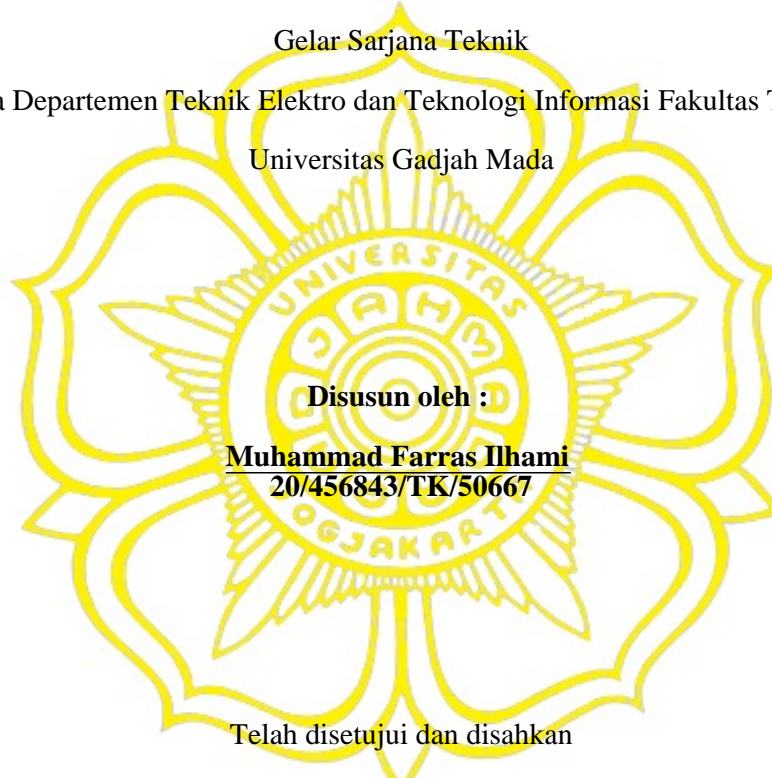 Gelar Sarjana Teknik
Departemen Teknik Elektro dan Teknologi Informasi Fakultas
Universitas Gadjah Mada
UNIVERSITAS
Disusun oleh :
Muhammad Farras Ilhami
20/456843/TK/50667
Telah disetujui dan disahkan